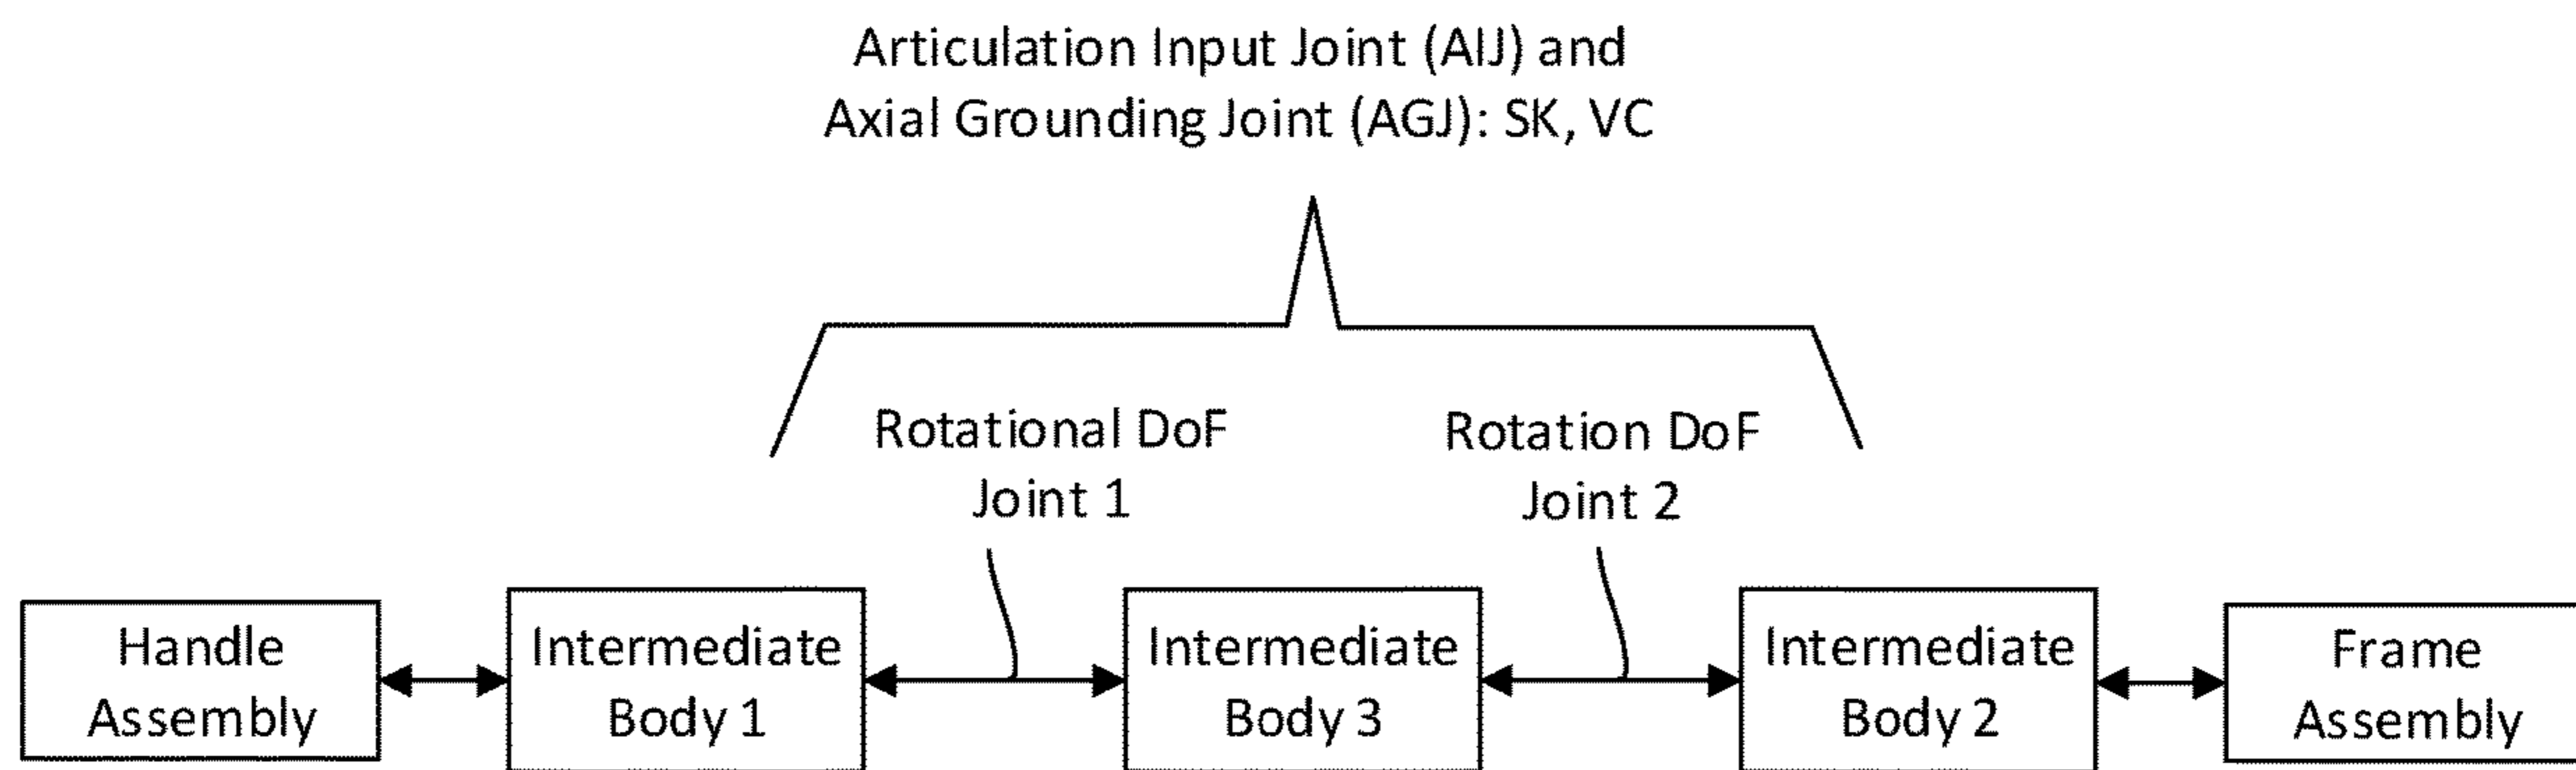 Articulation Input Joint (AIJ) and
Axial Grounding Joint (AGJ): SK, VC
Rotational DoF
Joint 1
Rotation DoF
Joint 2
Handle
Assembly
Intermediate
Body 1
Intermediate
Body 3
Intermediate
Body 2
Frame
Assembly